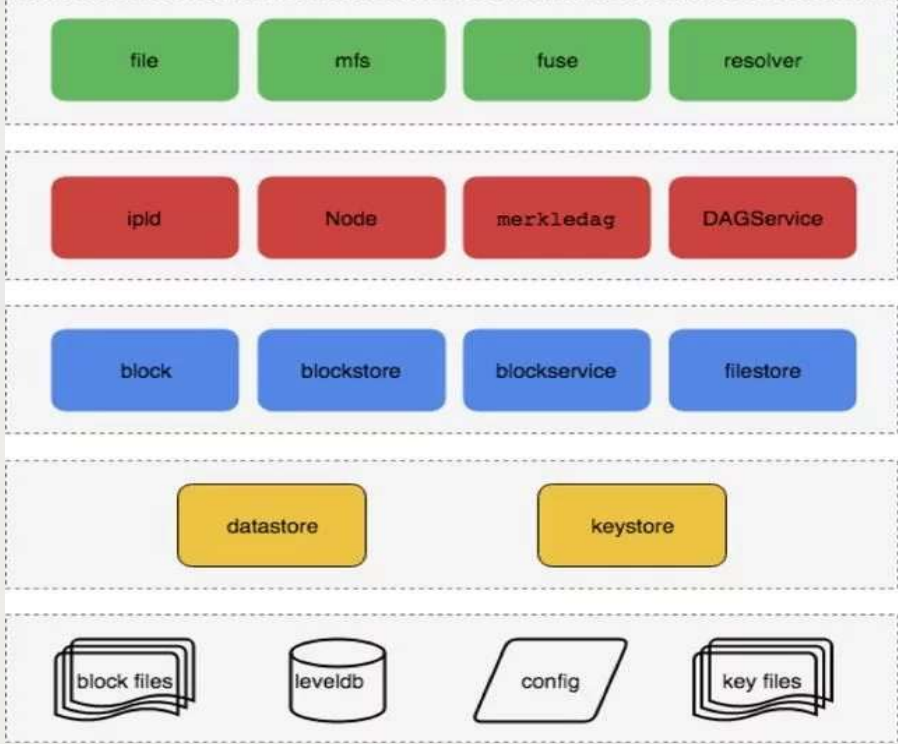 file
mfs
fuse
resolver
ipld
Node
merkledag
DAGService
block
blockstore
blockservice
filestore
datastore
keystore
block files
leveldb
config
key files